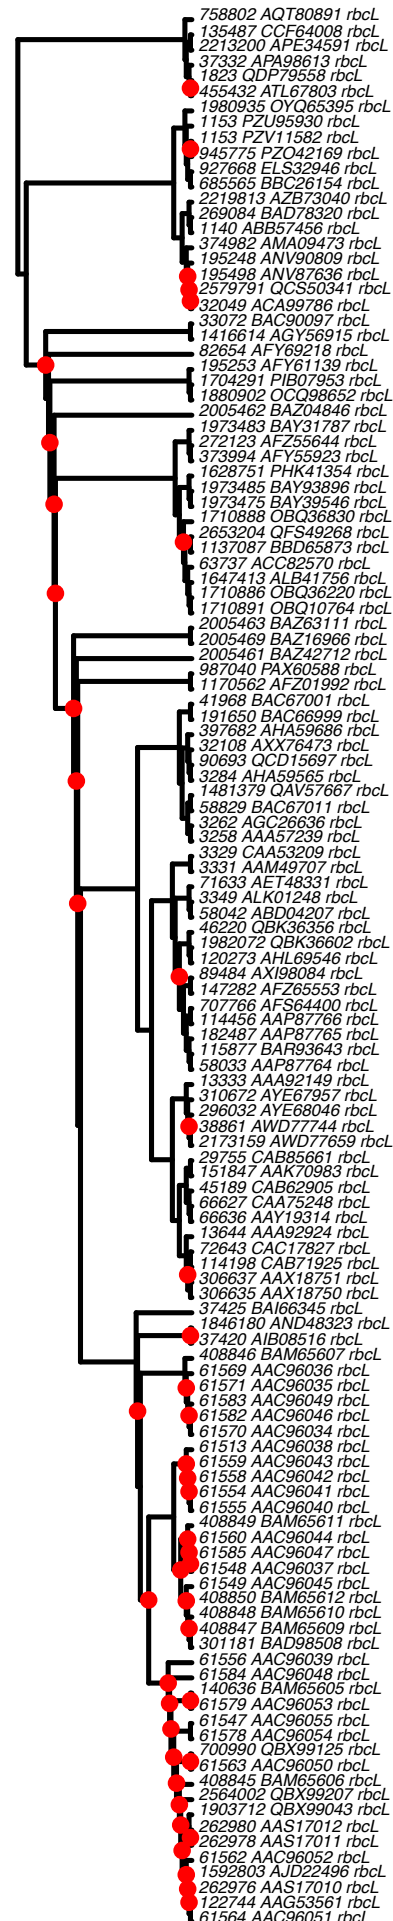 758802 AQT80891 rbcL
135487 CCF64008 rbcL
2213200 APE34591 rbcL
37332 APA98613 rbcL
1823 QDP79558 rbcL
455432 ATL67803 rbcL
1980935 OYQ65395 rbcL
1153 PZU95930 rbcL
1153 PZV11582 rbcL
945775 PZO42169 rbcL
927668 ELS32946 rbcL
685565 BBC26154 rbcL
2219813 AZB73040 rbcL
269084 BAD78320 rbcL
1140 ABB57456 rbcL
374982 AMA09473 rbcL
195248 ANV90809 rbcL
195498 ANV87636 rbcL
2579791 QCS50341 rbcL
32049 ACA99786 rbcL
33072 BAC90097 rbcL
1416614 AGY56915 rbcL
82654 AFY69218 rbcL
195253 AFY61139 rbcL
1704291 PIB07953 rbcL
1880902 OCQ98652 rbcL
2005462 BAZ04846 rbcL
1973483 BAY31787 rbcL
272123 AFZ55644 rbcL
373994 AFY55923 rbcL
1628751 PHK41354 rbcL
1973485 BAY93896 rbcL
1973475 BAY39546 rbcL
1710888 OBQ36830 rbcL
2653204 QFS49268 rbcL
1137087 BBD65873 rbcL
63737 ACC82570 rbcL
1647413 ALB41756 rbcL
1710886 OBQ36220 rbcL
1710891 OBQ10764 rbcL
2005463 BAZ63111 rbcL
2005469 BAZ16966 rbcL
2005461 BAZ42712 rbcL
987040 PAX60588 rbcL
1170562 AFZ01992 rbcL
41968 BAC67001 rbcL
191650 BAC66999 rbcL
397682 AHA59686 rbcL
32108 AXX76473 rbcL
90693 QCD15697 rbcL
3284 AHA59565 rbcL
1481379 QAV57667 rbcL
58829 BAC67011 rbcL
3262 AGC26636 rbcL
3258 AAA57239 rbcL
3329 CAA53209 rbcL
3331 AAM49707 rbcL
71633 AET48331 rbcL
3349 ALK01248 rbcL
58042 ABD04207 rbcL
46220 QBK36356 rbcL
1982072 QBK36602 rbcL
120273 AHL69546 rbcL
89484 AXI98084 rbcL
147282 AFZ65553 rbcL
707766 AFS64400 rbcL
114456 AAP87766 rbcL
182487 AAP87765 rbcL
115877 BAR93643 rbcL
58033 AAP87764 rbcL
13333 AAA92149 rbcL
310672 AYE67957 rbcL
296032 AYE68046 rbcL
38861 AWD77744 rbcL
2173159 AWD77659 rbcL
29755 CAB85661 rbcL
151847 AAK70983 rbcL
45189 CAB62905 rbcL
66627 CAA75248 rbcL
66636 AAY19314 rbcL
13644 AAA92924 rbcL
72643 CAC17827 rbcL
114198 CAB71925 rbcL
306637 AAX18751 rbcL
306635 AAX18750 rbcL
37425 BAI66345 rbcL
1846180 AND48323 rbcL
37420 AIB08516 rbcL
408846 BAM65607 rbcL
61569 AAC96036 rbcL
61571 AAC96035 rbcL
61583 AAC96049 rbcL
61582 AAC96046 rbcL
61570 AAC96034 rbcL
61513 AAC96038 rbcL
61559 AAC96043 rbcL
61558 AAC96042 rbcL
61554 AAC96041 rbcL
61555 AAC96040 rbcL
408849 BAM65611 rbcL
61560 AAC96044 rbcL
61585 AAC96047 rbcL
61548 AAC96037 rbcL
61549 AAC96045 rbcL
408850 BAM65612 rbcL
408848 BAM65610 rbcL
408847 BAM65609 rbcL
301181 BAD98508 rbcL
61556 AAC96039 rbcL
61584 AAC96048 rbcL
140636 BAM65605 rbcL
61579 AAC96053 rbcL
61547 AAC96055 rbcL
61578 AAC96054 rbcL
700990 QBX99125 rbcL
61563 AAC96050 rbcL
408845 BAM65606 rbcL
2564002 QBX99207 rbcL
1903712 QBX99043 rbcL
262980 AAS17012 rbcL
262978 AAS17011 rbcL
61562 AAC96052 rbcL
1592803 AJD22496 rbcL
262976 AAS17010 rbcL
122744 AAG53561 rbcL
61564 AAC96051 rbcL